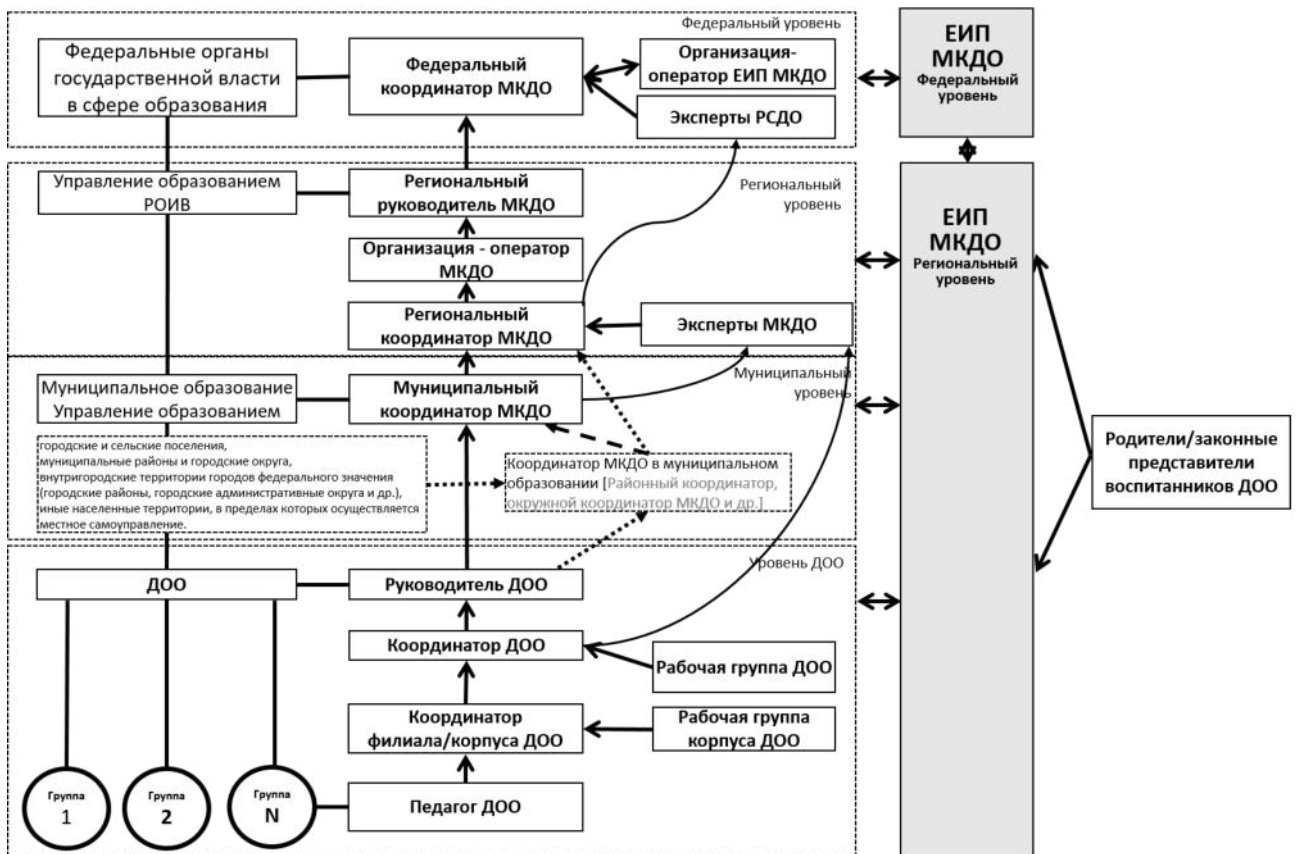 Федеральный уровень
Федеральные органы
государственной власти
в сфере образования
Федеральный
координатор МКДО
Организация-
оператор ЕИП МКДО
Эксперты РСДО
ЕИП
МКДО
Федеральный
уровень
Управление образованием
РОИВ
Региональный
руководитель МКДО
Региональный
уровень
Организация - оператор
МКДО
Региональный
координатор МКДО
Эксперты МКДО
ЕИП
МКДО
Региональный
уровень
Муниципальное образование
Управление образованием
Муниципальный
координатор МКДО
Муниципальный
уровень
городские и сельские поселения,
муниципальные районы и городские округа,
внутригородские территории городов федерального значения
(городские районы, городские административные округа и др.),
иные населенные территории, в пределах которых осуществляется
местное самоуправление.
Координатор МКДО в муниципальном
образовании [Районный координатор,
окружной координатор МКДО и др.]
Родители/законные
представители
воспитанников ДОО
Уровень ДОО
ДОО
Руководитель ДОО
Координатор ДОО
Рабочая группа ДОО
Координатор
филиала/корпуса ДОО
Рабочая группа
корпуса ДОО
Группа
1
Группа
2
Группа
N
Педагог ДОО